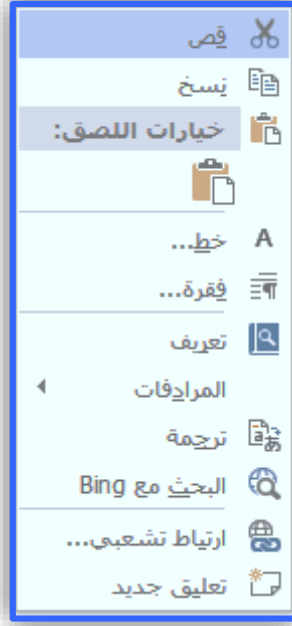 قص
نسخ
خيارات اللصق:
A خط...
فقرة...
تعريف
المرادفات
ترجمة
البحث مع Bing
ارتباط تشعبي...
تعليق جديد